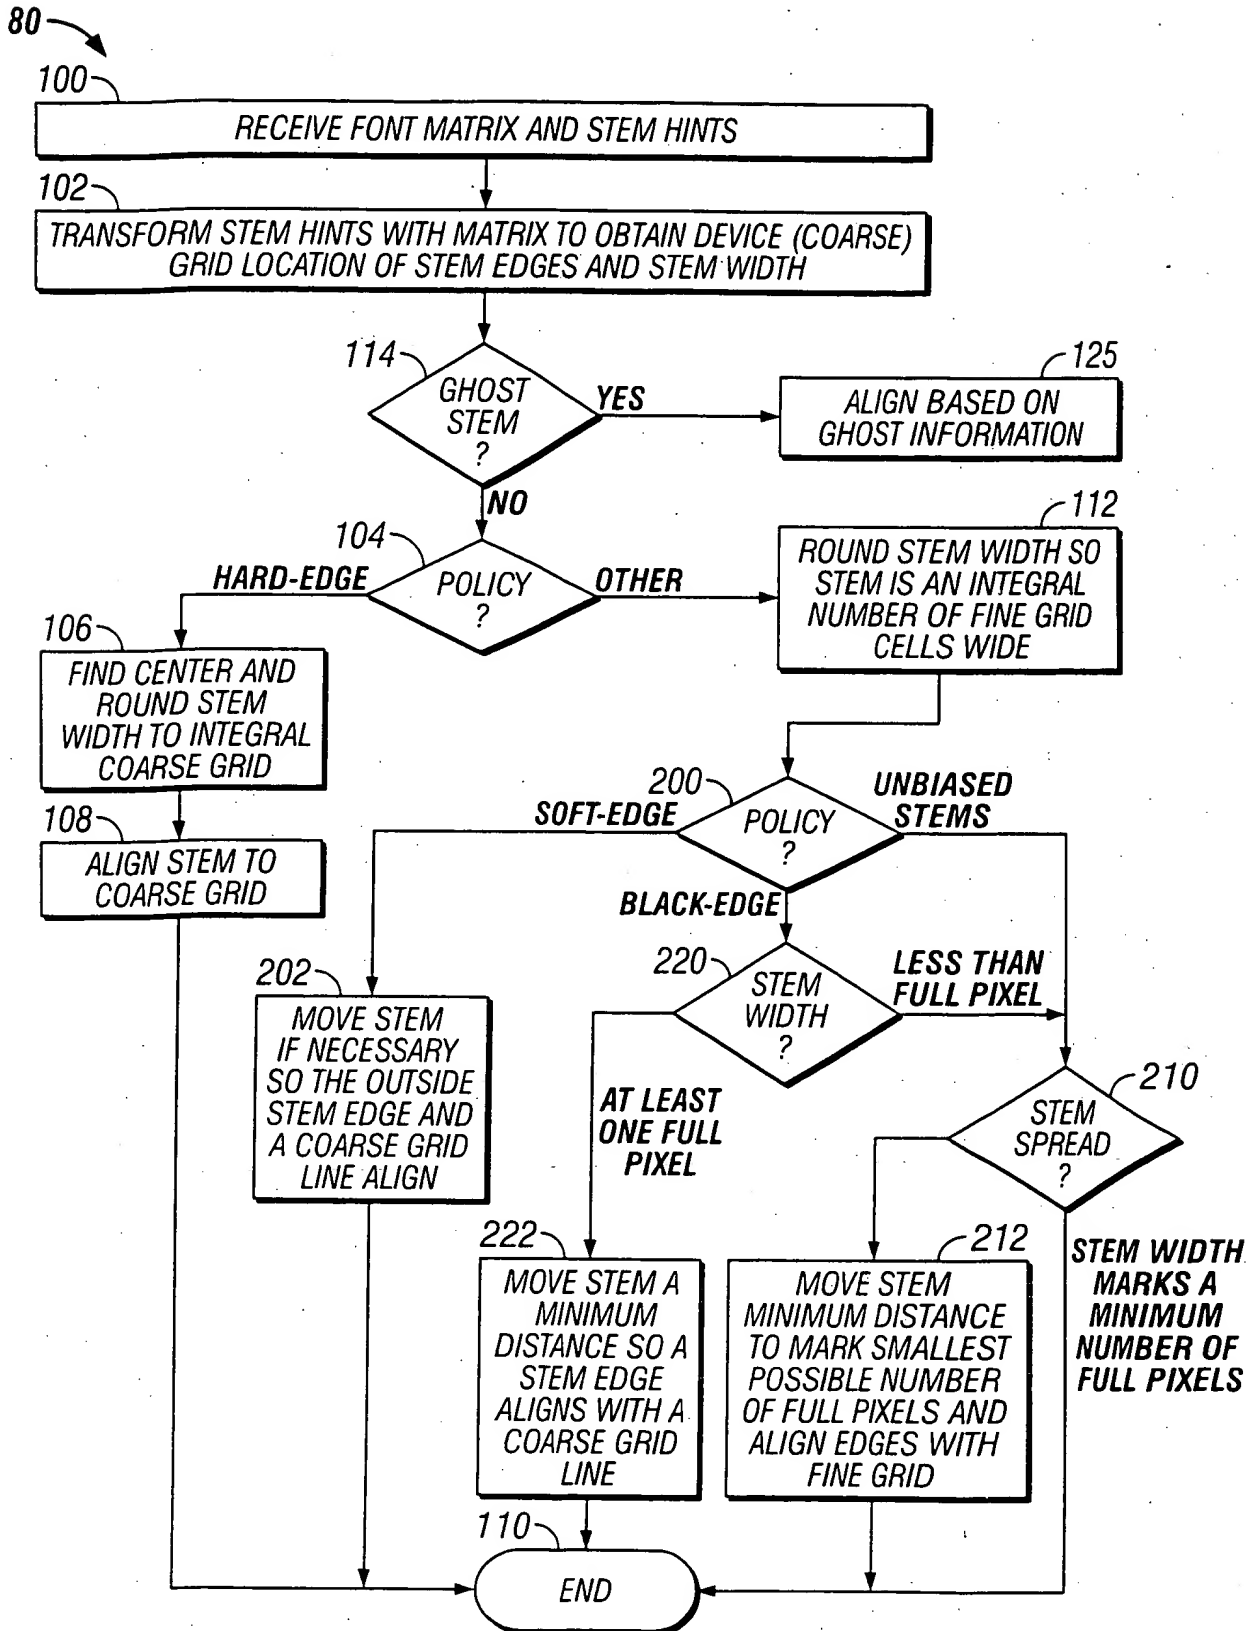 80
100
RECEIVE FONT MATRIX AND STEM HINTS
102
TRANSFORM STEM HINTS WITH MATRIX TO OBTAIN DEVICE (COARSE)
GRID LOCATION OF STEM EDGES AND STEM WIDTH
114
GHOST
STEM
?
YES
125
ALIGN BASED ON
GHOST INFORMATION
NO
104
POLICY
?
HARD-EDGE
OTHER
112
ROUND STEM WIDTH SO
STEM IS AN INTEGRAL
NUMBER OF FINE GRID
CELLS WIDE
106
FIND CENTER AND
ROUND STEM
WIDTH TO INTEGRAL
COARSE GRID
108
ALIGN STEM TO
COARSE GRID
200
POLICY
?
SOFT-EDGE
UNBIASED
STEMS
BLACK-EDGE
220
STEM
WIDTH
?
LESS THAN
FULL PIXEL
202
MOVE STEM
IF NECESSARY
SO THE OUTSIDE
STEM EDGE AND
A COARSE GRID
LINE ALIGN
AT LEAST
ONE FULL
PIXEL
210
STEM
SPREAD
?
222
MOVE STEM A
MINIMUM
DISTANCE SO A
STEM EDGE
ALIGNS WITH A
COARSE GRID
LINE
212
MOVE STEM
MINIMUM DISTANCE
TO MARK SMALLEST
POSSIBLE NUMBER
OF FULL PIXELS AND
ALIGN EDGES WITH
FINE GRID
STEM WIDTH
MARKS A
MINIMUM
NUMBER OF
FULL PIXELS
110
END